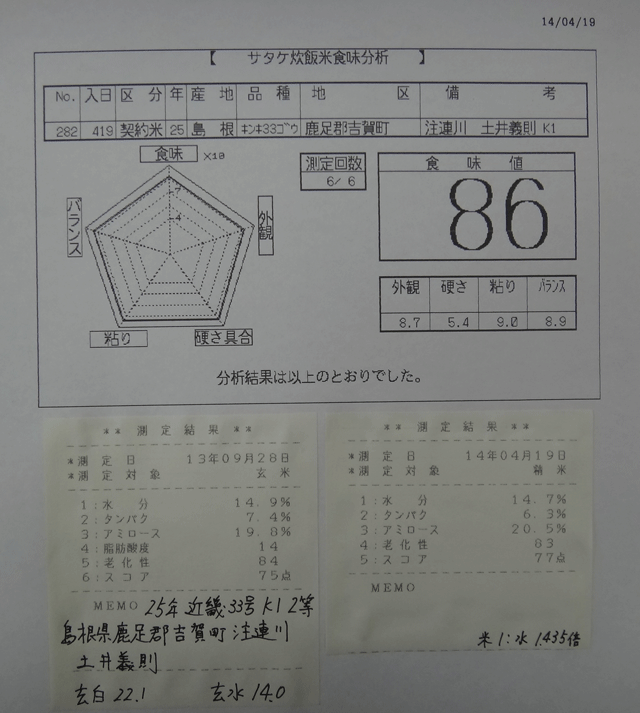 14/04/19
【 サタケ炊飯米食味分析 】
No. 入日 区分 年 産地 品種 地区 備考
282 419 契約米 25 島根 ｷﾝｷ33ｺﾞｳ 鹿足郡吉賀町 注連川 土井義則 K1
食味 ×10
7
4
バランス
外観
粘り
硬さ具合
測定回数
6/ 6
食味値
86
外観 硬さ 粘り ﾊﾞﾗﾝｽ
8.7 5.4 9.0 8.9
分析結果は以上のとおりでした。
** 測定結果 **
*測定日 13年09月28日
*測定対象 玄米
1:水分 14.9%
2:タンパク 7.4%
3:アミロース 19.8%
4:脂肪酸度 14
5:老化性 84
6:スコア 75点
MEMO 25年 近畿33号 K1 2等
島根県鹿足郡吉賀町 注連川
土井義則
玄白 22.1 玄水 14.0
** 測定結果 **
*測定日 14年04月19日
*測定対象 精米
1:水分 14.7%
2:タンパク 6.3%
3:アミロース 20.5%
4:老化性 83
5:スコア 77点
MEMO
米1:水 1.435倍